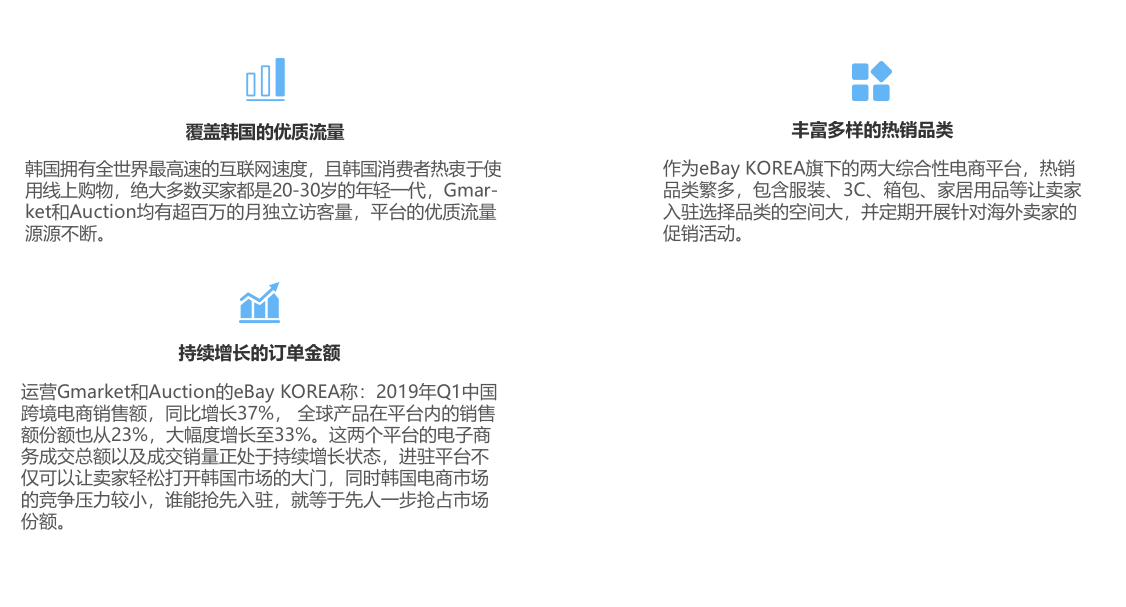 覆盖韩国的优质流量
韩国拥有全世界最高速的互联网速度，且韩国消费者热衷于使
用线上购物，绝大多数买家都是20-30岁的年轻一代，Gmar-
ket和Auction均有超百万的月独立访客量，平台的优质流量
源源不断。
丰富多样的热销品类
作为eBay KOREA旗下的两大综合性电商平台，热销
品类繁多，包含服装、3C、箱包、家居用品等让卖家
入驻选择品类的空间大，并定期开展针对海外卖家的
促销活动。
持续增长的订单金额
运营Gmarket和Auction的eBay KOREA称：2019年Q1中国
跨境电商销售额，同比增长37%， 全球产品在平台内的销售
额份额也从23%，大幅度增长至33%。这两个平台的电子商
务成交总额以及成交销量正处于持续增长状态，进驻平台不
仅可以让卖家轻松打开韩国市场的大门，同时韩国电商市场
的竞争压力较小，谁能抢先入驻，就等于先人一步抢占市场
份额。